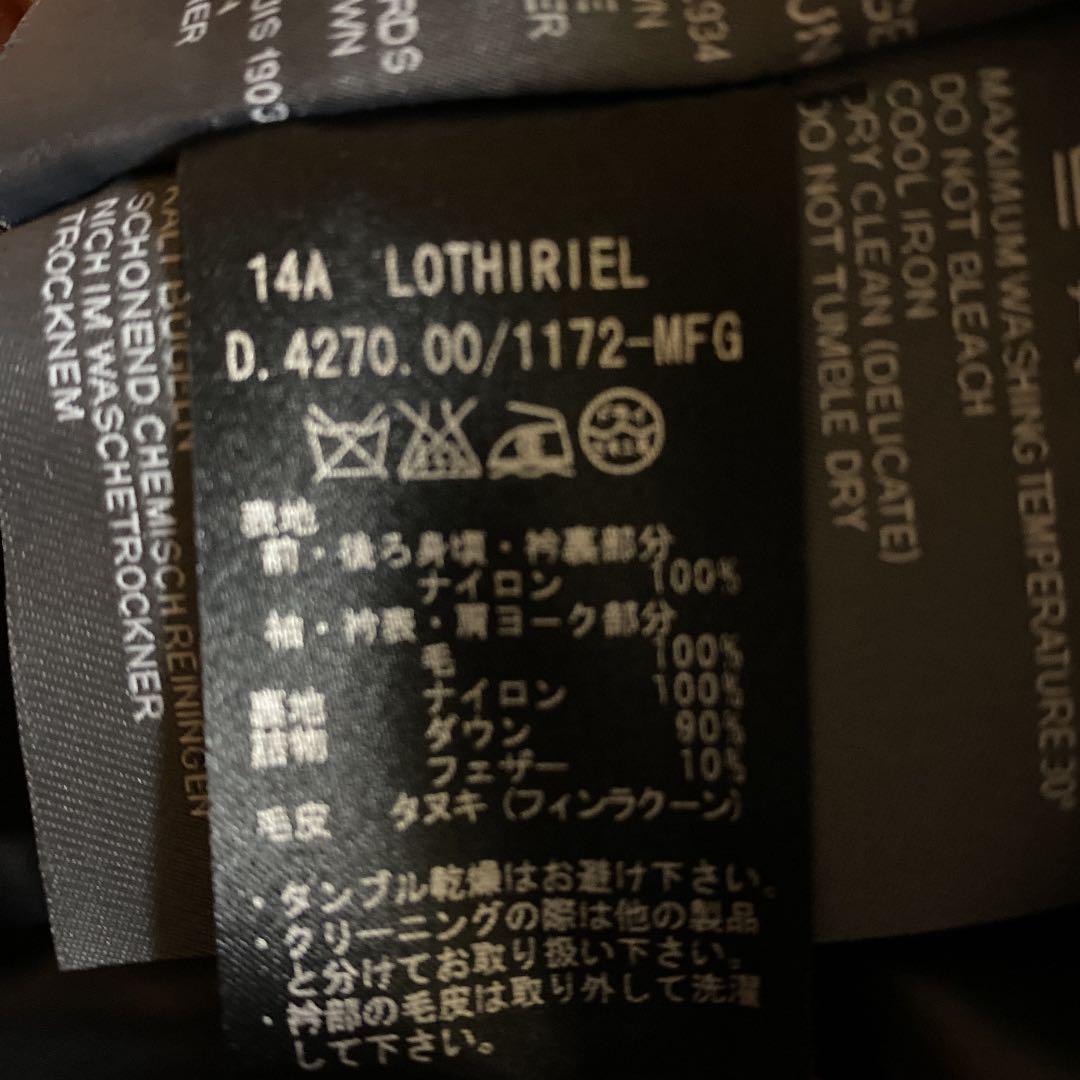 14A LOTHIRIEL
D.4270.00/1172-MFG
表地
前・後ろ身頃・衿裏部分
ナイロン 100%
袖・衿表・肩ヨーク部分
毛 100%
裏地 ナイロン 100%
詰物 ダウン 90%
フェザー 10%
毛皮 タヌキ(フィンラクーン)
・タンブル乾燥はお避け下さい。
・クリーニングの際は他の製品
と分けてお取り扱い下さい。
・衿部の毛皮は取り外して洗濯
して下さい。
MAXIMUM WASHING TEMPERATURE 30°
DO NOT BLEACH
COOL IRON
DRY CLEAN (DELICATE)
DO NOT TUMBLE DRY
SCHONEND CHEMISCH REININGEN
NICH IM WASCHETROCKNER
TROCKNEM
1903